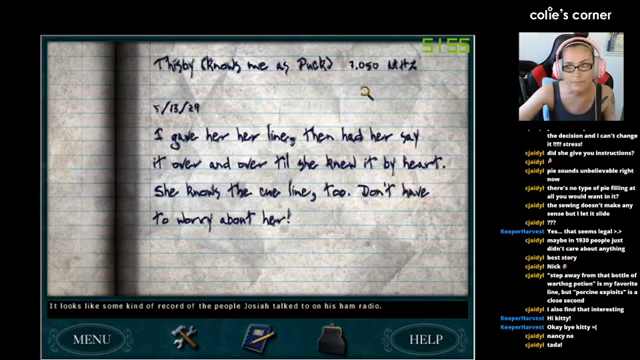 colie's corner
5155
Thisby (knows me as Puck) 7.050 MHz
5/13/29
I gave her her line, then had her say
it over and over til she knew it by heart.
She knows the cue line, too. Don't have
to worry about her!
It looks like some kind of record of the people Josiah talked to on his ham radio.
MENU
HELP
the decision and I can't change
it !!!!! stress!
cjaidyl did she give you instructions?
cjaidyl
cjaidyl pie sounds unbelievable right
now
cjaidyl there's no type of pie filling at
all you would want in it?
cjaidyl the sewing doesn't make any
sense but I let it slide
cjaidyl ???
KeeperHarvest Yes... that seems legal >.>
cjaidyl maybe in 1930 people just
didn't care about anything
cjaidyl best story
cjaidyl Nick
cjaidyl "step away from that bottle of
warthog potion" is my favorite
line, but "porcine exploits" is a
close second
cjaidyl I also find that interesting
KeeperHarvest Hi kitty!
KeeperHarvest Okay bye kitty =(
cjaidyl nancy no
cjaidyl tada!